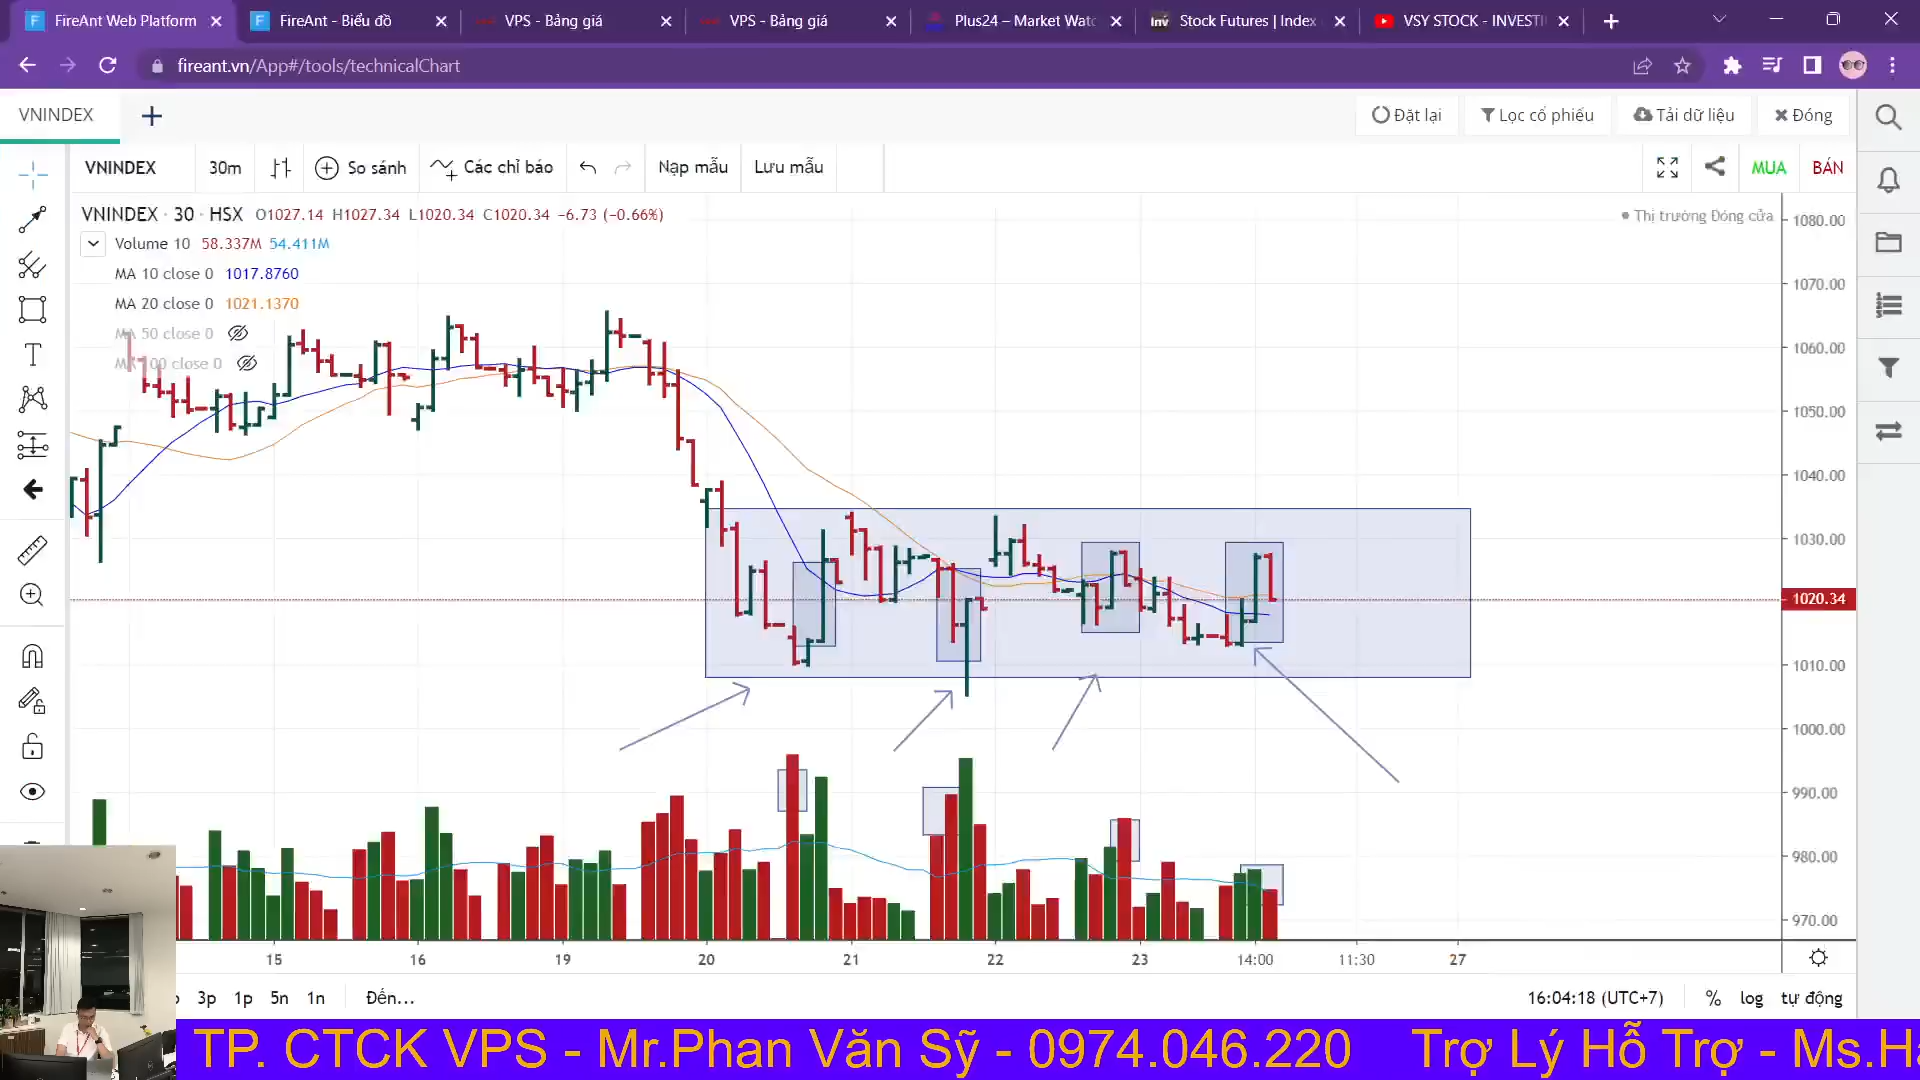 FireAnt Web Platform
FireAnt - Biểu đồ
VPS - Bảng giá
VPS - Bảng giá
Plus24 – Market Watc
Stock Futures | Index
VSY STOCK - INVESTI
fireant.vn/App#/tools/technicalChart
VNINDEX
Đặt lại
Lọc cổ phiếu
Tải dữ liệu
Đóng
VNINDEX
30m
So sánh
Các chỉ báo
Nạp mẫu
Lưu mẫu
MUA
BÁN
VNINDEX · 30 · HSX O1027.14 H1027.34 L1020.34 C1020.34 −6.73 (−0.66%)
Thị trường Đóng cửa
Volume 10 58.337M 54.411M
MA 10 close 0 1017.8760
MA 20 close 0 1021.1370
MA 50 close 0
MA 100 close 0
1080.00
1070.00
1060.00
1050.00
1040.00
1030.00
1020.34
1010.00
1000.00
990.00
980.00
970.00
15 16 19 20 21 22 23 14:00 11:30 27
3p 1p 5n 1n Đến...
16:04:18 (UTC+7) % log tự động
TP. CTCK VPS - Mr.Phan Văn Sỹ - 0974.046.220 Trợ Lý Hỗ Trợ - Ms.Ha